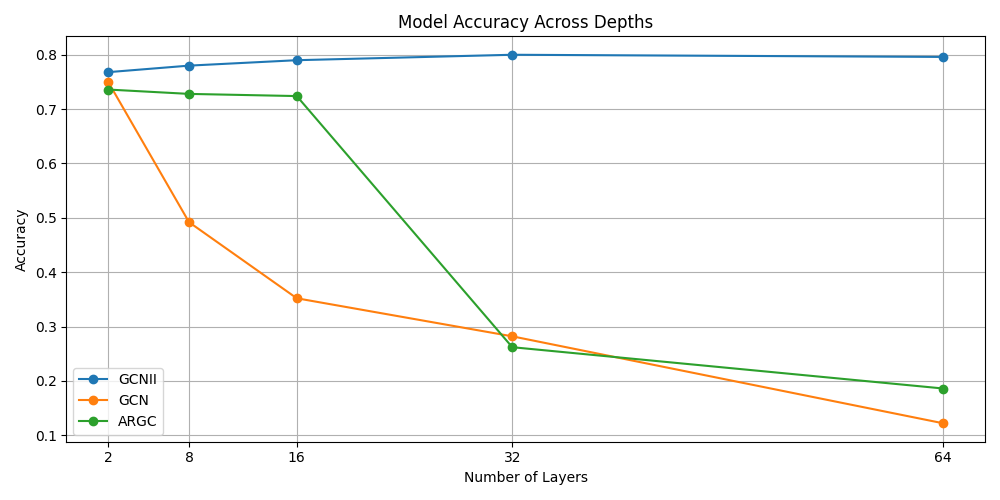 Model Accuracy Across Depths
Accuracy
0.8
0.7
0.6
0.5
0.4
0.3
0.2
0.1
GCNII
GCN
ARGC
2 8 16 32 64
Number of Layers